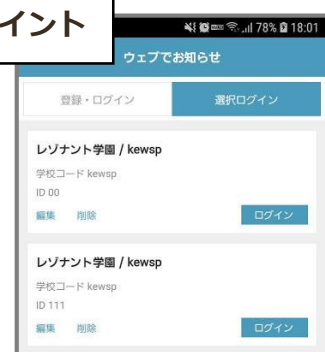 イント
78% 18:01
ウェブでお知らせ
登録・ログイン 選択ログイン
レゾナント学園 / kewsp
学校コード kewsp
ID 00
編集 削除 ログイン
レゾナント学園 / kewsp
学校コード kewsp
ID 111
編集 削除 ログイン